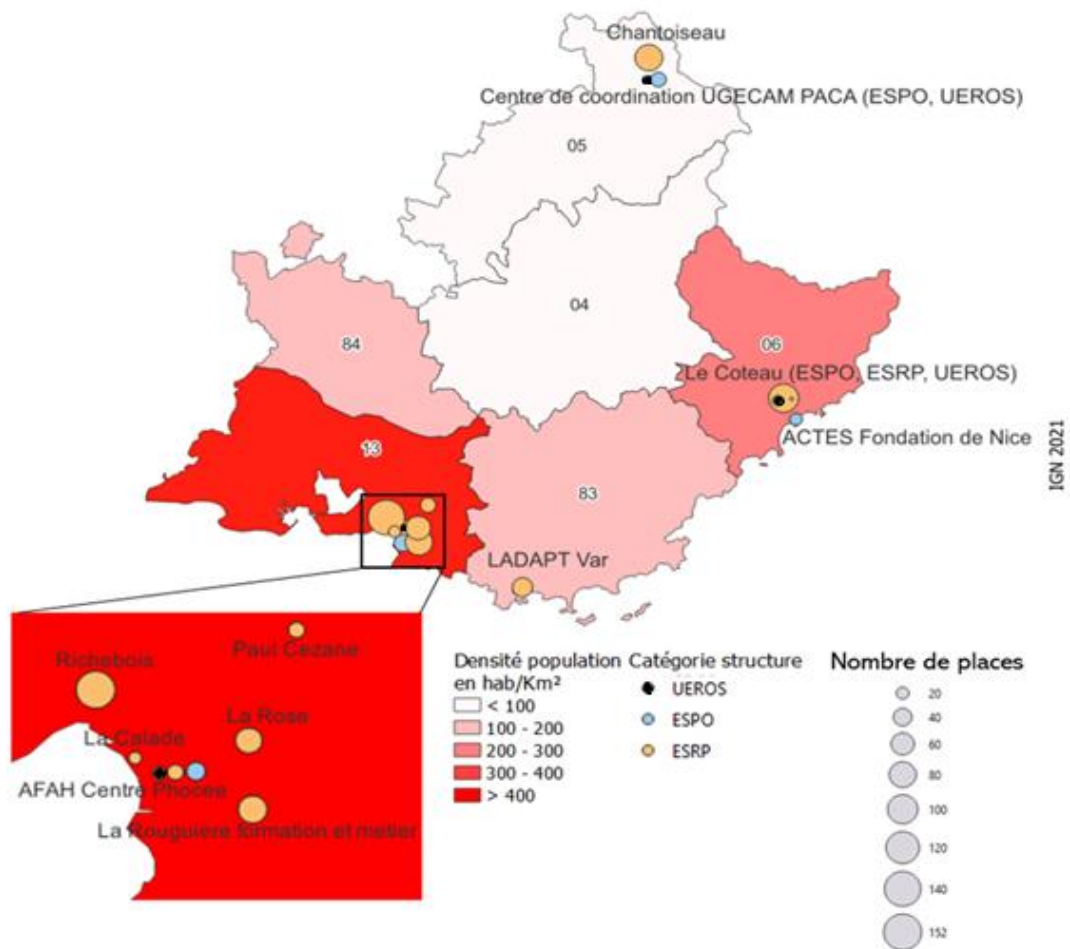 Chantoiseau
Centre de coordination UGECAM PACA (ESPO, UEROS)
05
04
84
06
Le Coteau (ESPO, ESRP, UEROS)
ACTES Fondation de Nice
13
83
LADAPT Var
IGN 2021
Richebois
Paul Cezane
La Rose
La Calade
AFAH Centre Phocée
La Rouguiere formation et metier
Densité population
en hab/Km²
< 100
100 - 200
200 - 300
300 - 400
> 400
Catégorie structure
UEROS
ESPO
ESRP
Nombre de places
20
40
60
80
100
120
140
152